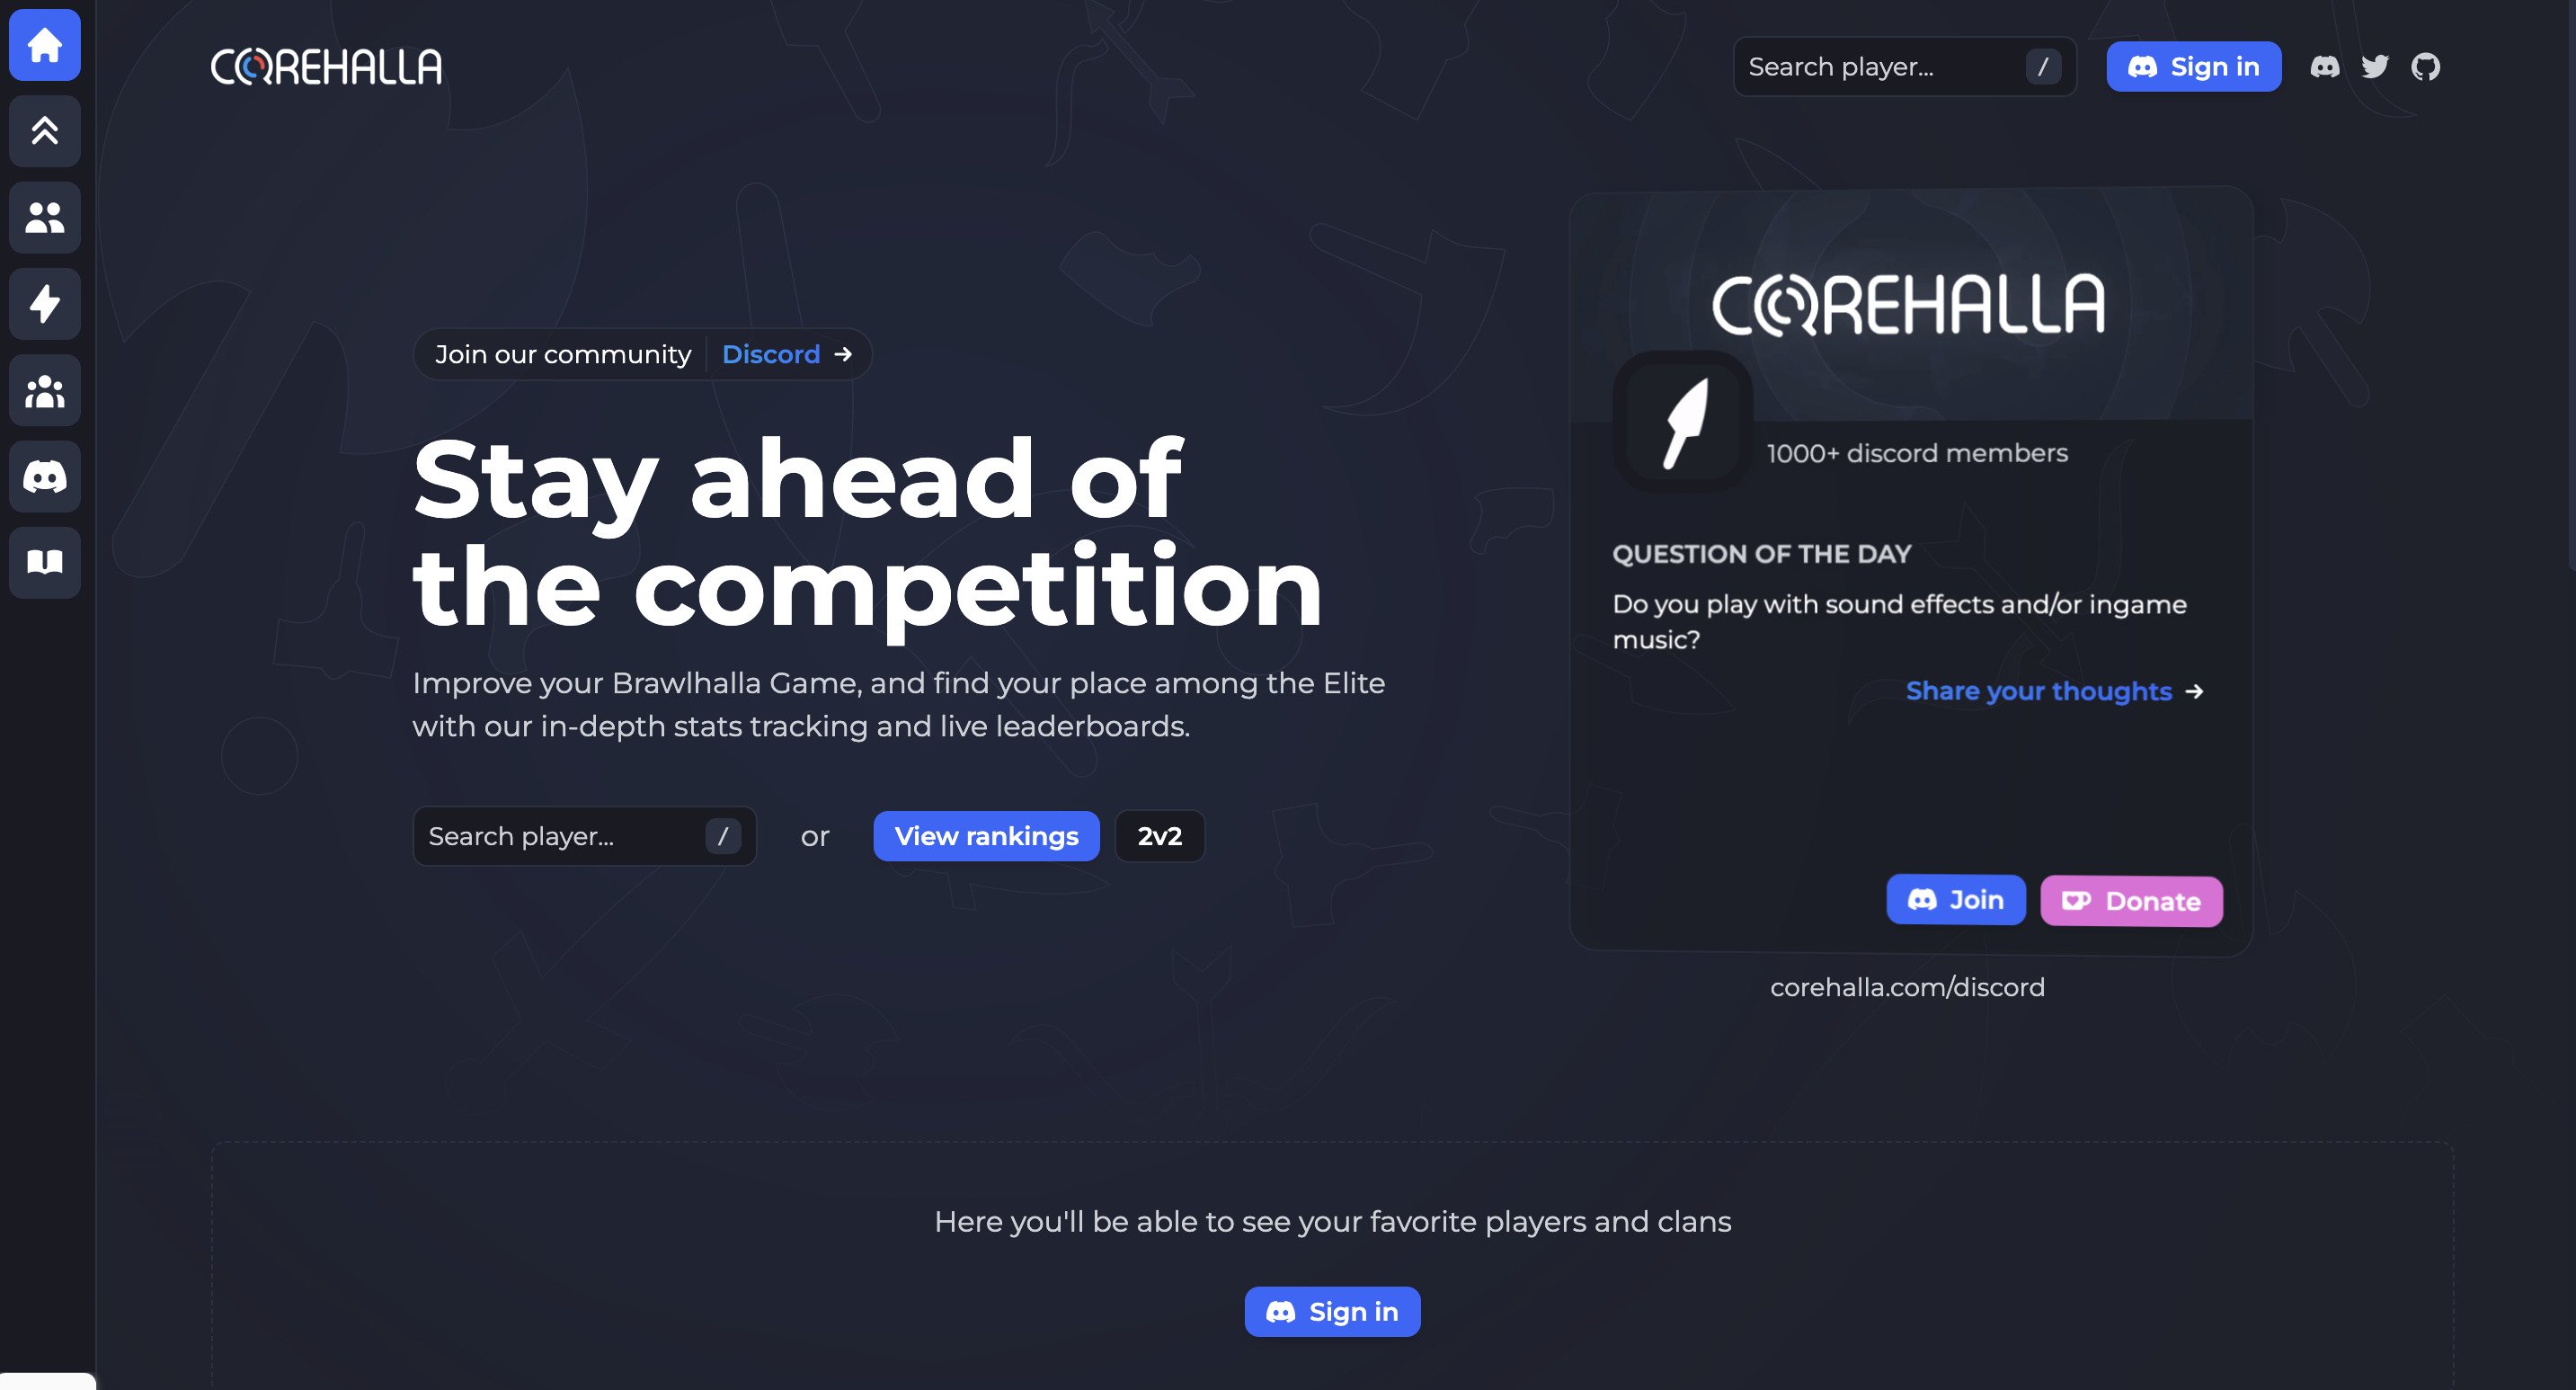 COREHALLA
Search player...
/
Sign in
Join our community
Discord →
Stay ahead of
the competition
Improve your Brawlhalla Game, and find your place among the Elite
with our in-depth stats tracking and live leaderboards.
Search player...
/
or
View rankings
2v2
COREHALLA
1000+ discord members
QUESTION OF THE DAY
Do you play with sound effects and/or ingame
music?
Share your thoughts →
Join
Donate
corehalla.com/discord
Here you'll be able to see your favorite players and clans
Sign in